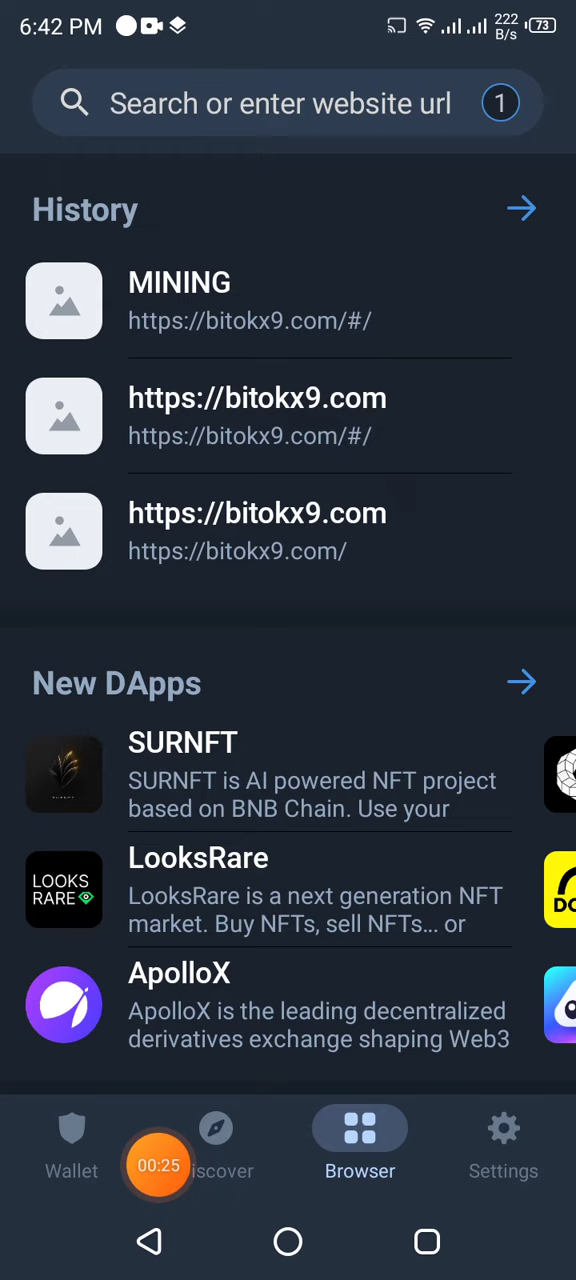 6:42 PM
222
B/s
73
Search or enter website url
1
History
MINING
https://bitokx9.com/#/
https://bitokx9.com
https://bitokx9.com/#/
https://bitokx9.com
https://bitokx9.com/
New DApps
SURNFT
SURNFT is AI powered NFT project
based on BNB Chain. Use your
LOOKS
RARE
LooksRare
LooksRare is a next generation NFT
market. Buy NFTs, sell NFTs... or
DO
ApolloX
ApolloX is the leading decentralized
derivatives exchange shaping Web3
Wallet
00:25
iscover
Browser
Settings